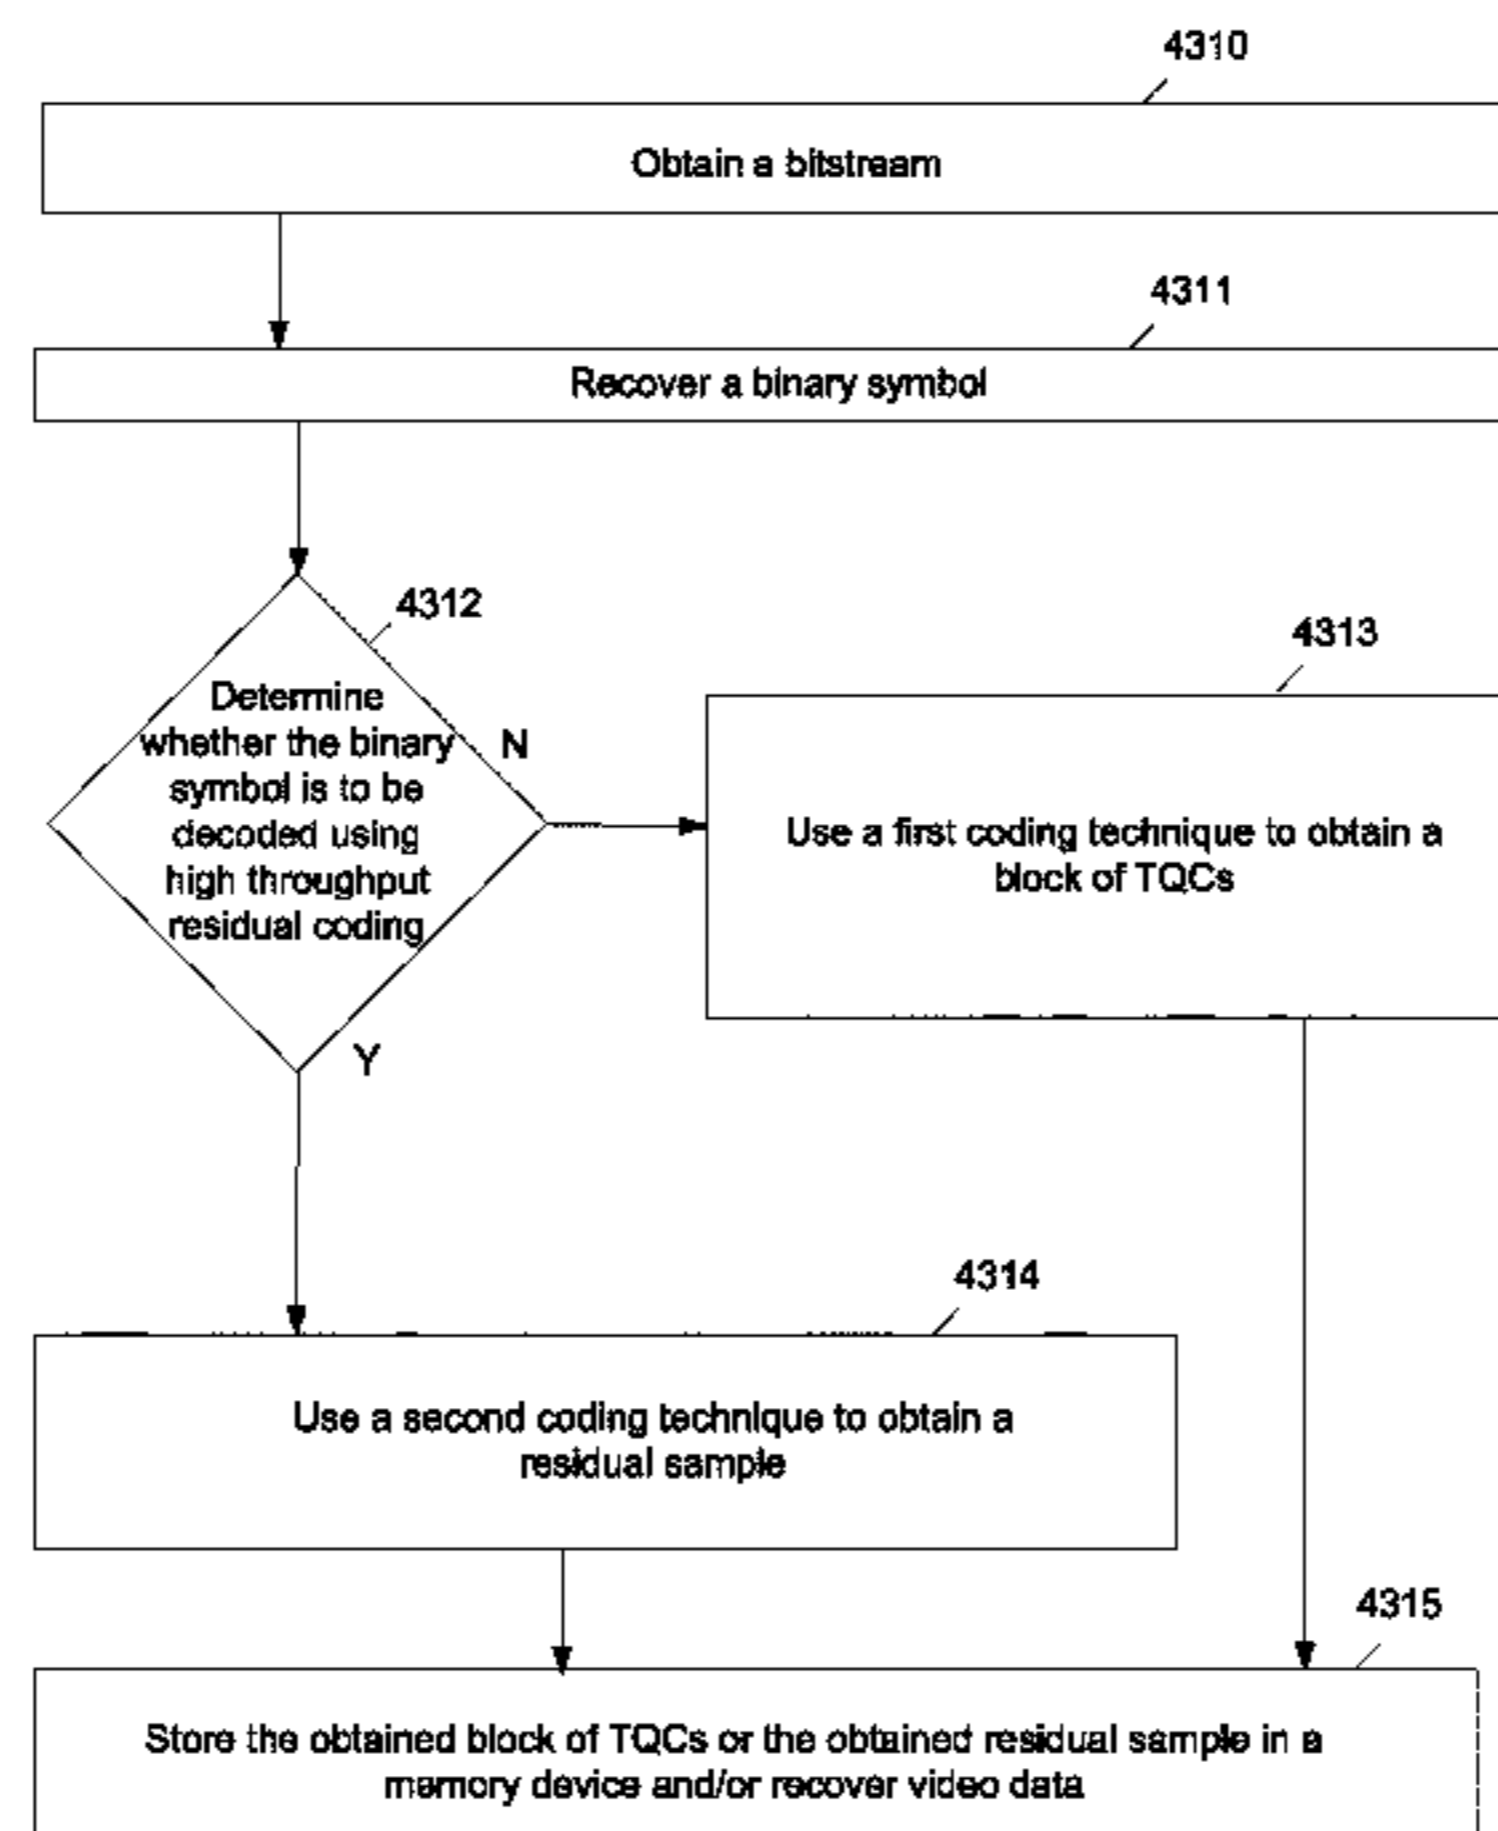 4310
Obtain a bitstream
4311
Recover a binary symbol
4312
Determine
whether the binary
symbol is to be
decoded using
high throughput
residual coding
N
Y
4313
Use a first coding technique to obtain a
block of TQCs
4314
Use a second coding technique to obtain a
residual sample
4315
Store the obtained block of TQCs or the obtained residual sample in a
memory device and/or recover video data